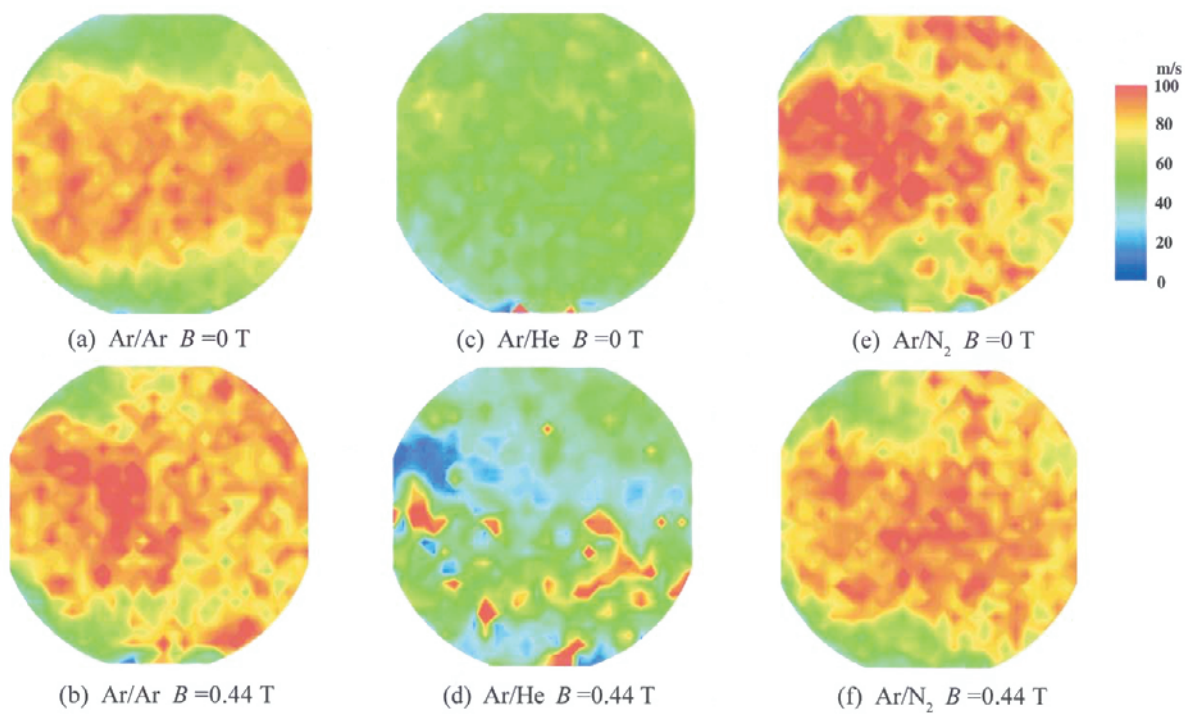 m/s
100
80
60
40
20
0
(a) Ar/Ar B=0 T
(c) Ar/He B=0 T
(e) Ar/N₂ B=0 T
(b) Ar/Ar B=0.44 T
(d) Ar/He B=0.44 T
(f) Ar/N₂ B=0.44 T